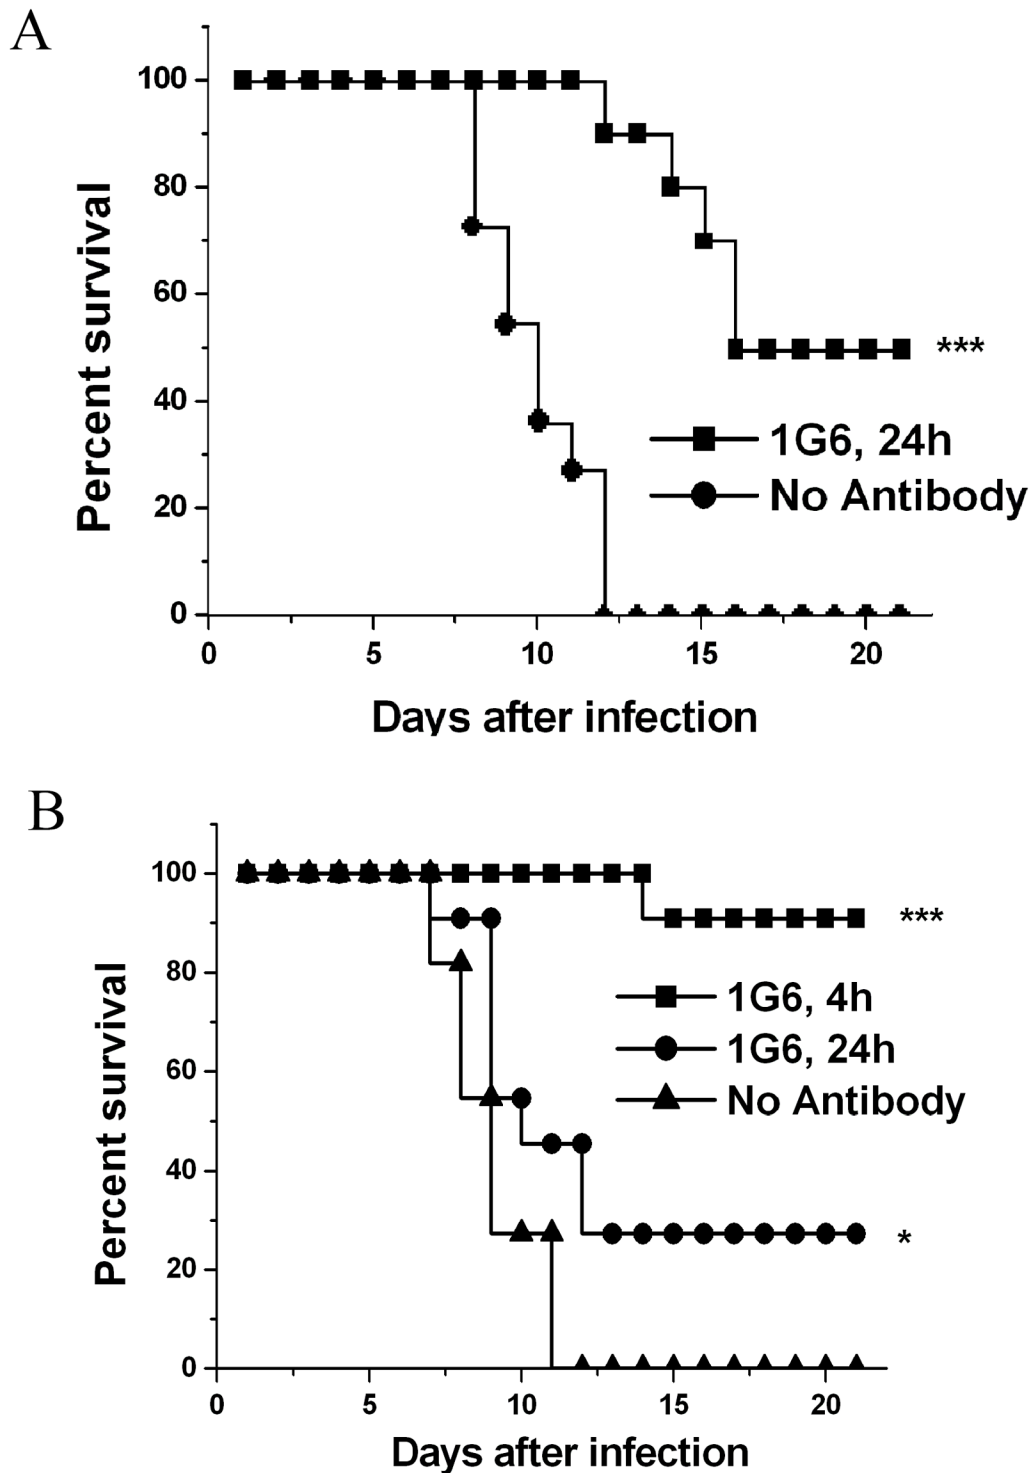 A
100
80
60
40
20
0
Percent survival
***
1G6, 24h
No Antibody
0 5 10 15 20
Days after infection
B
100
80
60
40
20
0
Percent survival
***
1G6, 4h
1G6, 24h
No Antibody
*
0 5 10 15 20
Days after infection